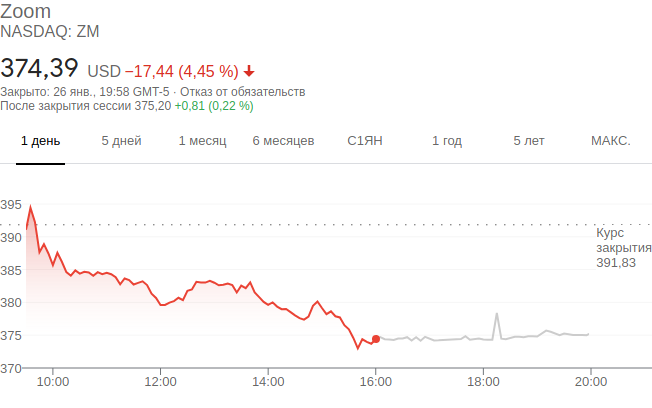 Zoom
NASDAQ: ZM
374,39 USD −17,44 (4,45 %)
Закрыто: 26 янв., 19:58 GMT-5 · Отказ от обязательств
После закрытия сессии 375,20 +0,81 (0,22 %)
1 день 5 дней 1 месяц 6 месяцев С1ЯН 1 год 5 лет МАКС.
395
390
385
380
375
370
Курс
закрытия
391,83
10:00 12:00 14:00 16:00 18:00 20:00